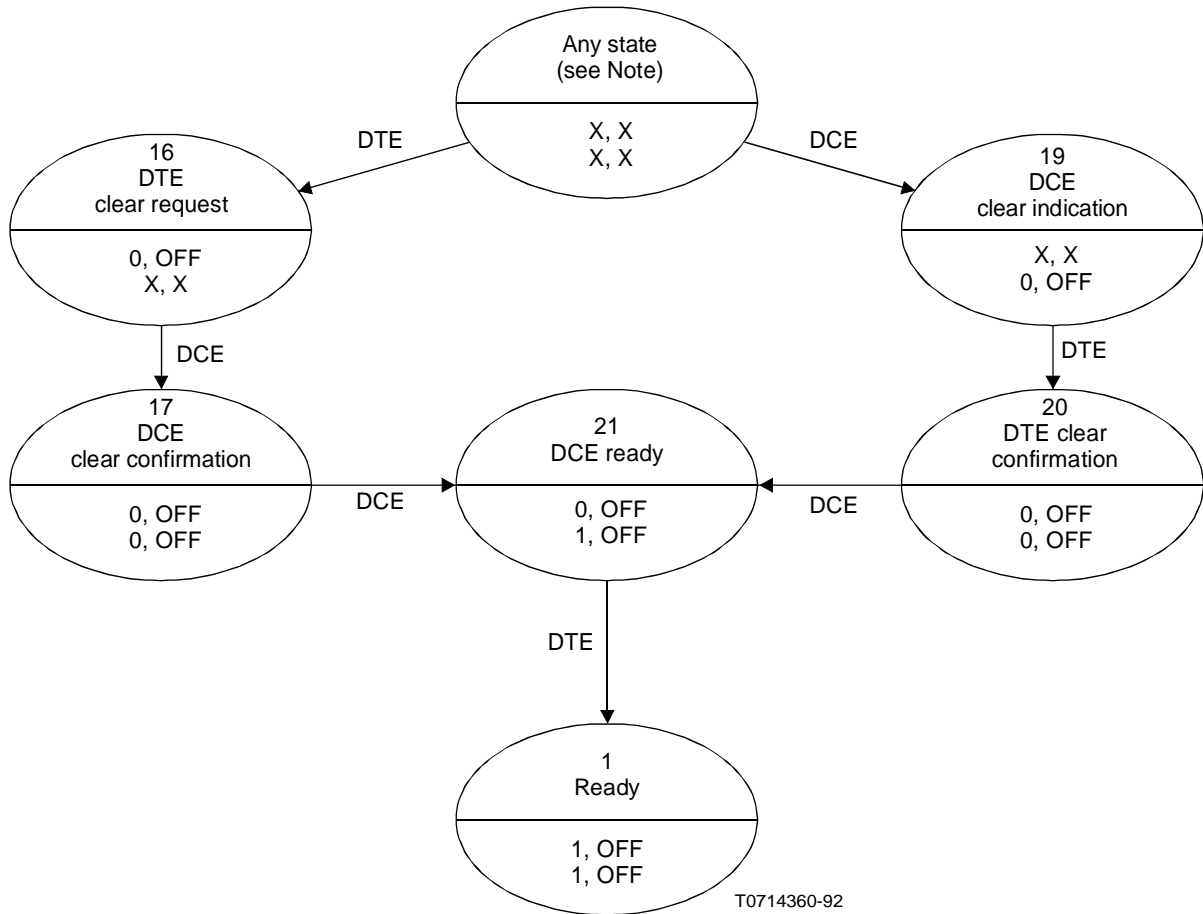 Any state
(see Note)
X, X
X, X
DTE
DCE
16
DTE
clear request
0, OFF
X, X
19
DCE
clear indication
X, X
0, OFF
DCE
DTE
17
DCE
clear confirmation
0, OFF
0, OFF
DCE
21
DCE ready
0, OFF
1, OFF
DCE
20
DTE clear
confirmation
0, OFF
0, OFF
DTE
1
Ready
1, OFF
1, OFF
T0714360-92